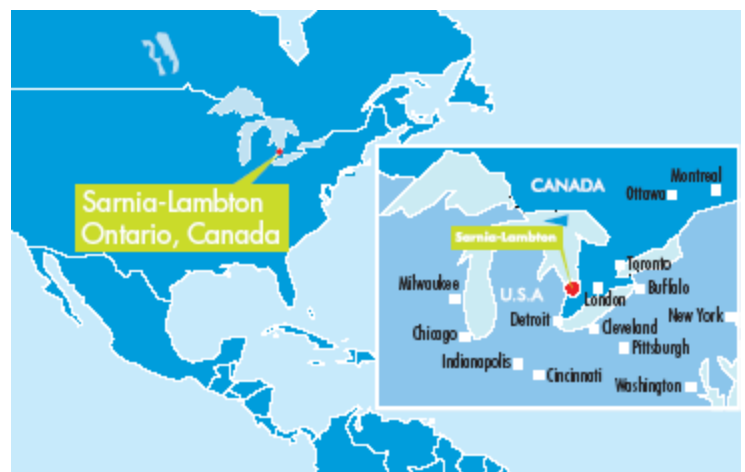 Sarnia-Lambton
Ontario, Canada
CANADA
Montreal
Ottawa
Sarnia-Lambton
Toronto
Milwaukee
U.S.A
London
Buffalo
Detroit
Cleveland
New York
Chicago
Pittsburgh
Indianapolis
Cincinnati
Washington